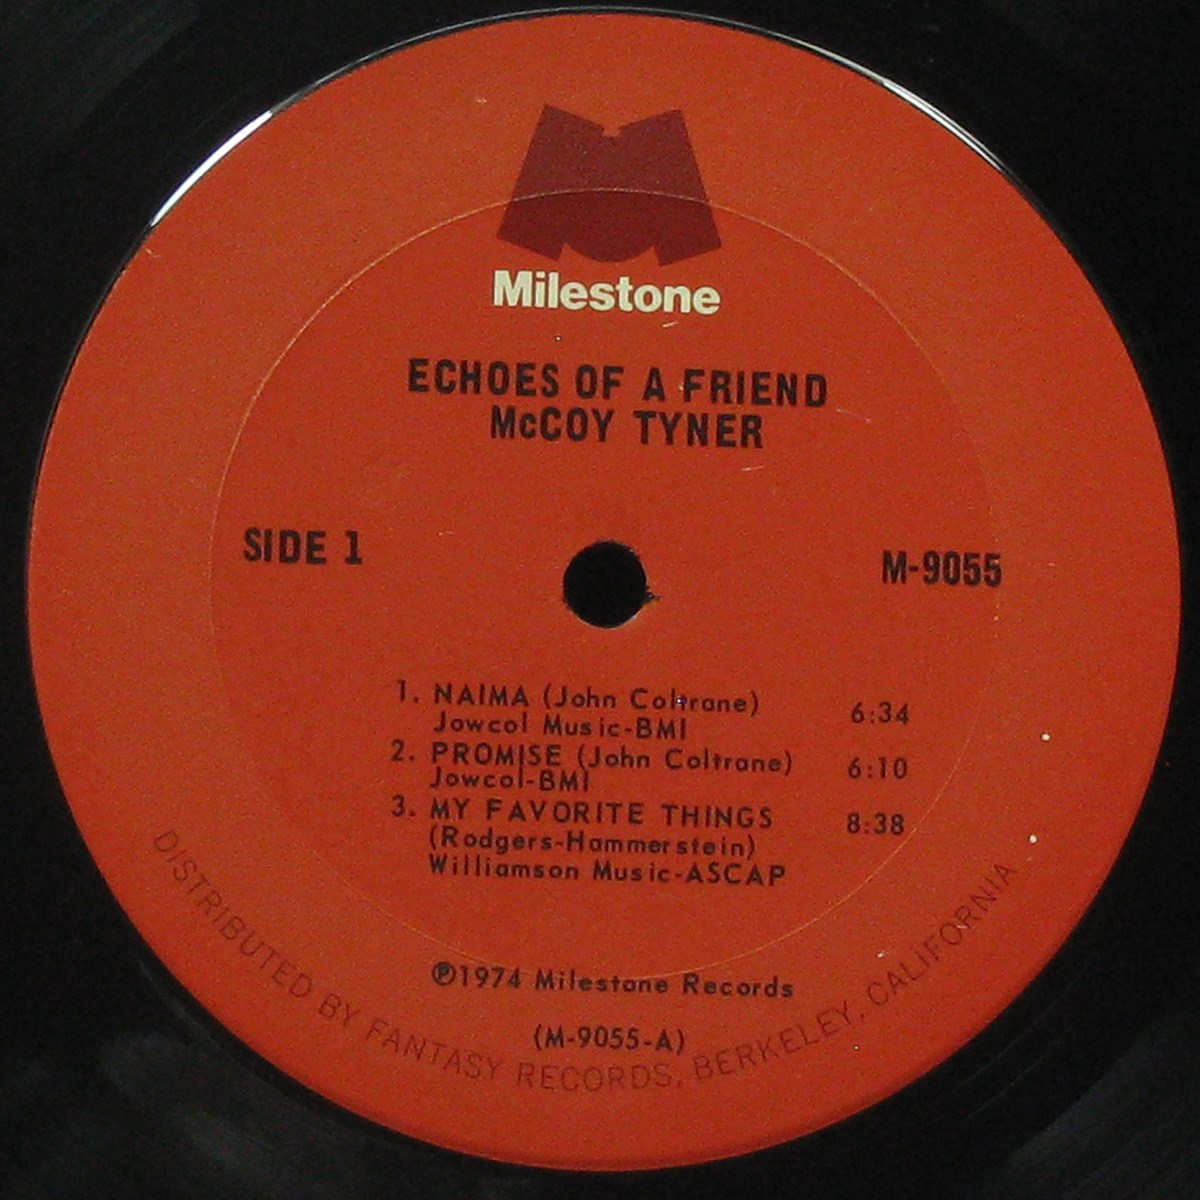 Milestone
ECHOES OF A FRIEND
McCOY TYNER
SIDE 1
M-9055
1. NAIMA (John Coltrane) 6:34
Jowcol Music-BMI
2. PROMISE (John Coltrane) 6:10
Jowcol-BMI
3. MY FAVORITE THINGS 8:38
(Rodgers-Hammerstein)
Williamson Music-ASCAP
℗1974 Milestone Records
(M-9055-A)
DISTRIBUTED BY FANTASY RECORDS, BERKELEY, CALIFORNIA